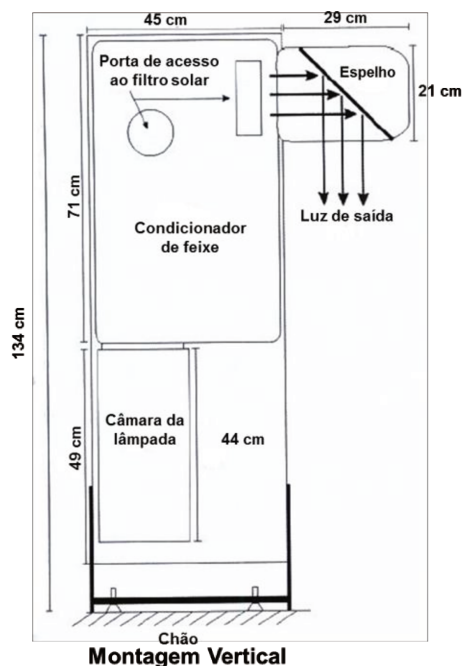 45 cm
29 cm
Porta de acesso
ao filtro solar
Espelho
21 cm
Luz de saída
71 cm
Condicionador
de feixe
134 cm
Câmara da
lâmpada
44 cm
49 cm
Chão
Montagem Vertical